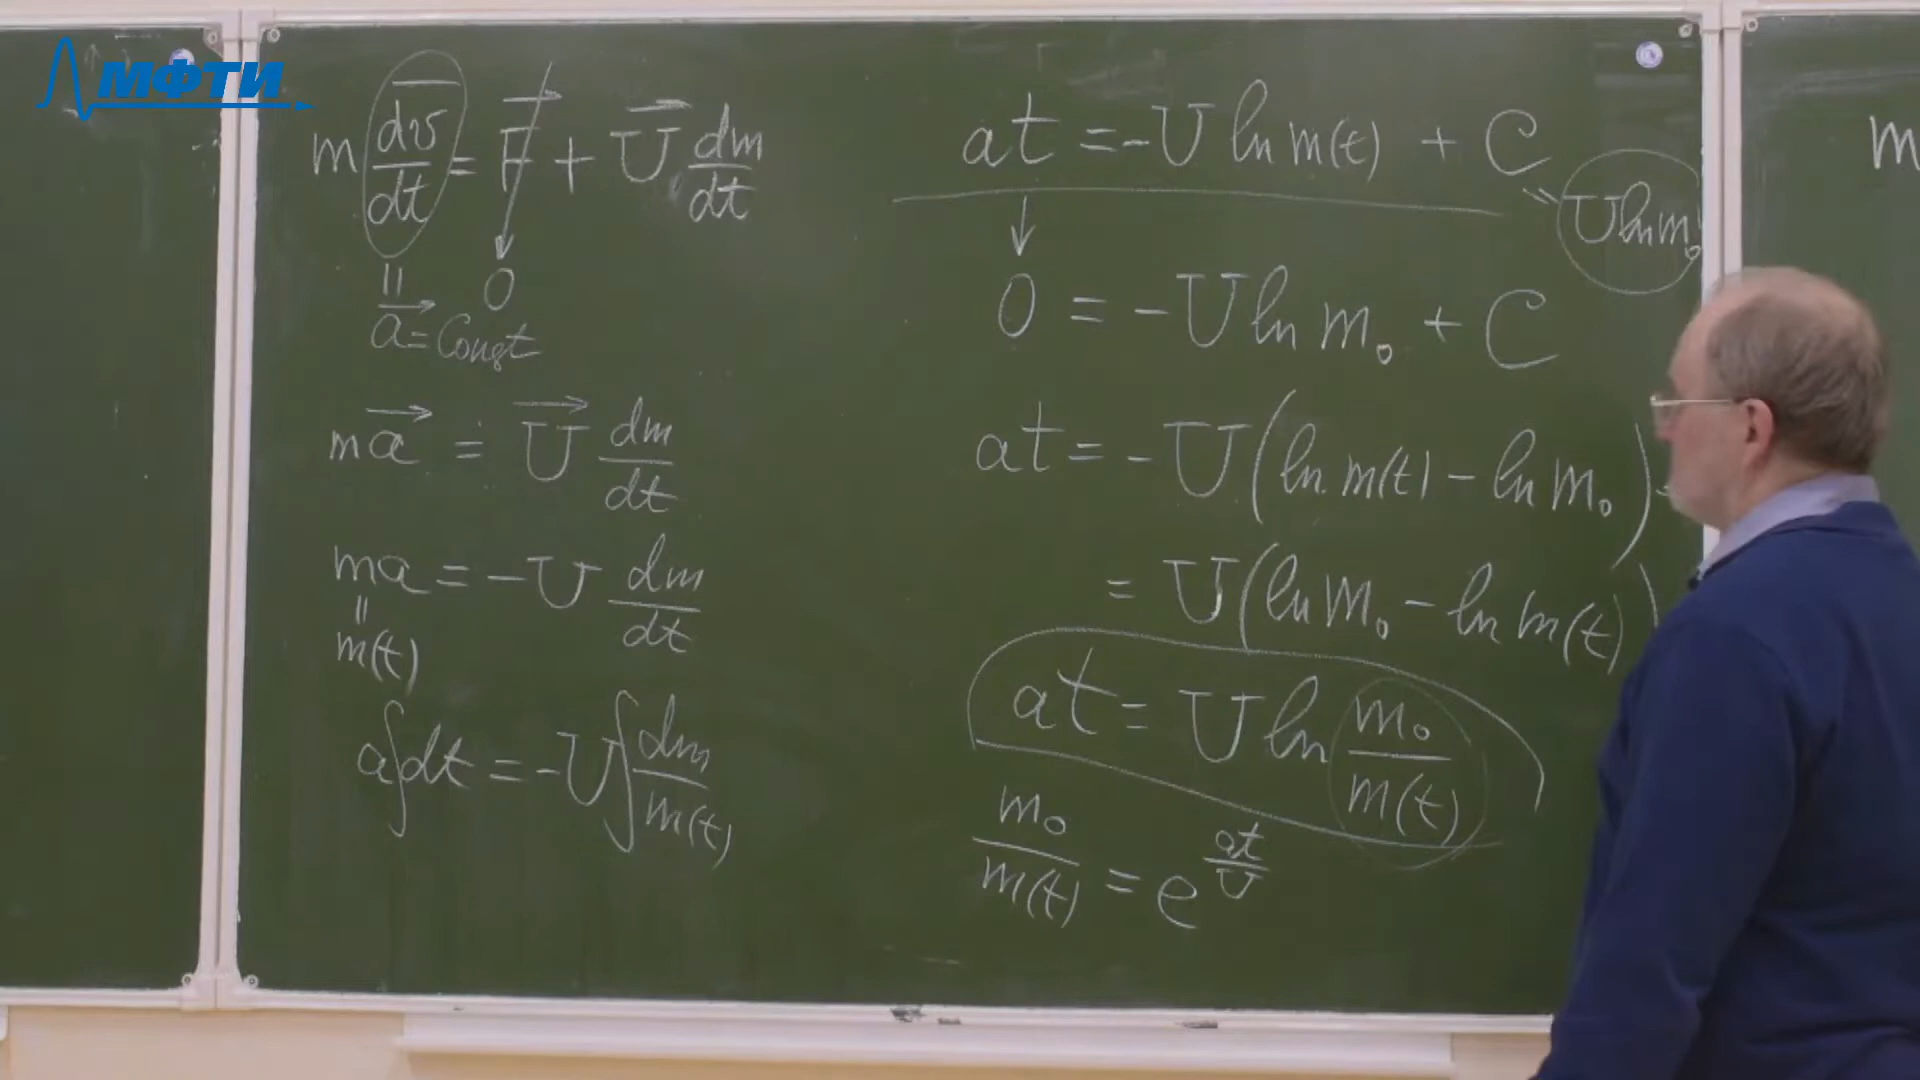 МФТИ
m dv/dt = F + U dm/dt
0
a = Const
ma = U dm/dt
ma = -U dm/dt
m(t)
a∫dt = -U∫dm/m(t)
at = -U ln m(t) + C
U ln m₀
0 = -U ln m₀ + C
at = -U(ln m(t) - ln m₀)
= U(ln m₀ - ln m(t))
at = U ln m₀/m(t)
m₀/m(t) = e^(at/U)
m